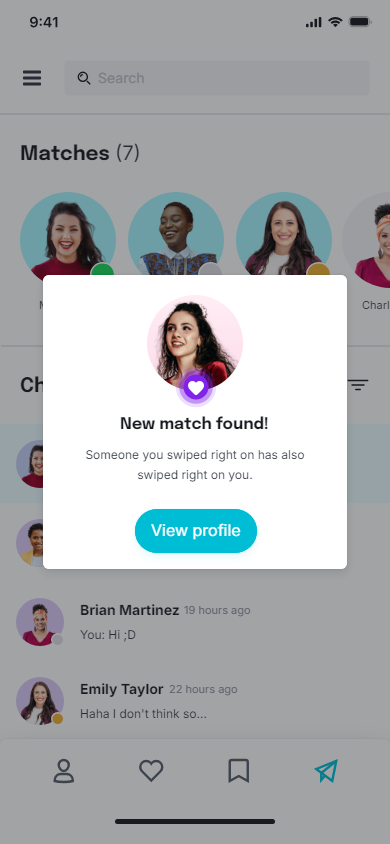 9:41
Search
Matches (7)
Charl
New match found!
Someone you swiped right on has also
swiped right on you.
View profile
Brian Martinez 19 hours ago
You: Hi ;D
Emily Taylor 22 hours ago
Haha I don't think so...